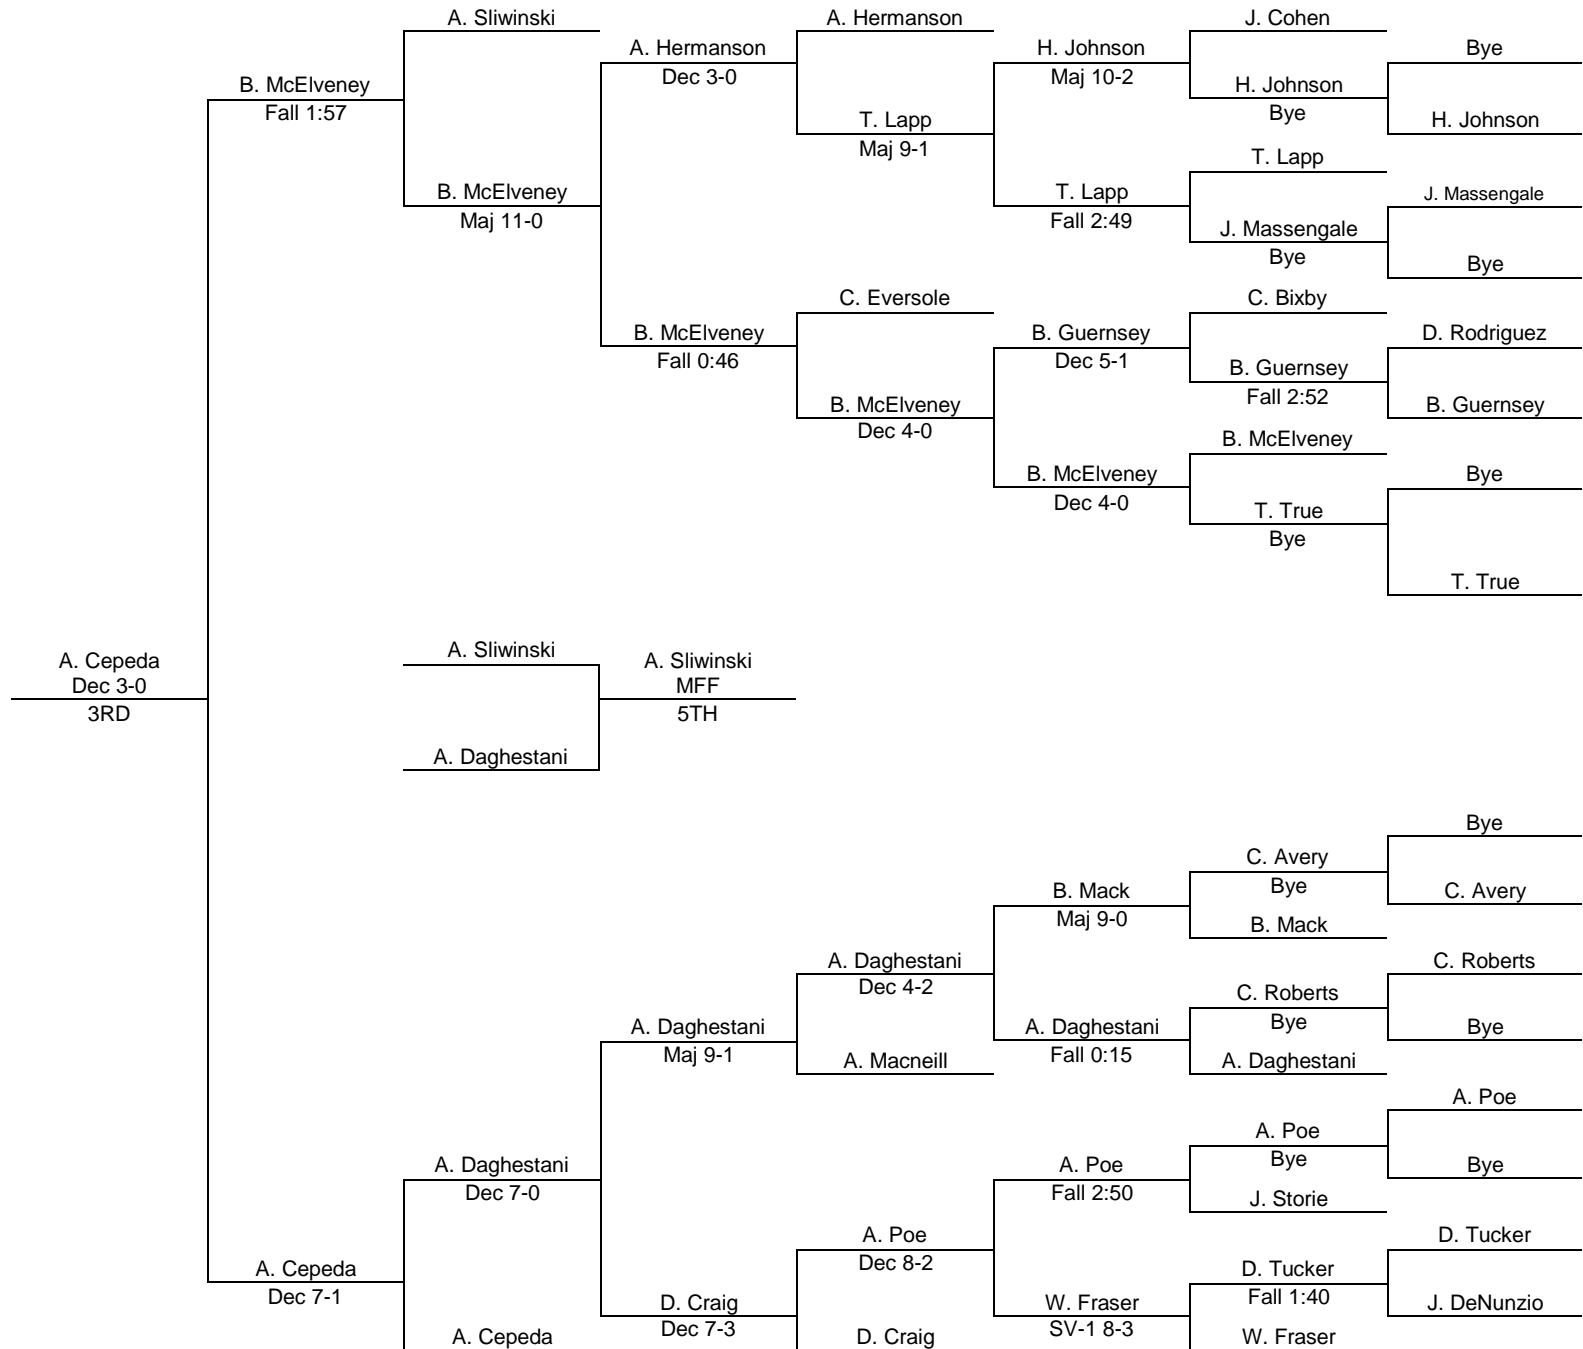 A. Sliwinski
A. Hermanson
J. Cohen
A. Hermanson
Dec 3-0
H. Johnson
Maj 10-2
Bye
B. McElveney
Fall 1:57
H. Johnson
Bye
T. Lapp
Maj 9-1
H. Johnson
T. Lapp
B. McElveney
Maj 11-0
T. Lapp
Fall 2:49
J. Massengale
J. Massengale
Bye
Bye
C. Eversole
C. Bixby
B. McElveney
Fall 0:46
B. Guernsey
Dec 5-1
D. Rodriguez
B. Guernsey
Fall 2:52
B. McElveney
Dec 4-0
B. Guernsey
B. McElveney
B. McElveney
Dec 4-0
Bye
T. True
Bye
T. True
A. Cepeda
Dec 3-0
3RD
A. Sliwinski
A. Sliwinski
MFF
5TH
A. Daghestani
Bye
C. Avery
Bye
B. Mack
Maj 9-0
C. Avery
B. Mack
A. Daghestani
Dec 4-2
C. Roberts
C. Roberts
Bye
A. Daghestani
Maj 9-1
A. Daghestani
Fall 0:15
Bye
A. Macneill
A. Daghestani
A. Poe
A. Poe
Bye
A. Daghestani
Dec 7-0
A. Poe
Fall 2:50
Bye
J. Storie
A. Poe
Dec 8-2
D. Tucker
A. Cepeda
Dec 7-1
D. Tucker
Fall 1:40
D. Craig
Dec 7-3
W. Fraser
SV-1 8-3
J. DeNunzio
A. Cepeda
D. Craig
W. Fraser